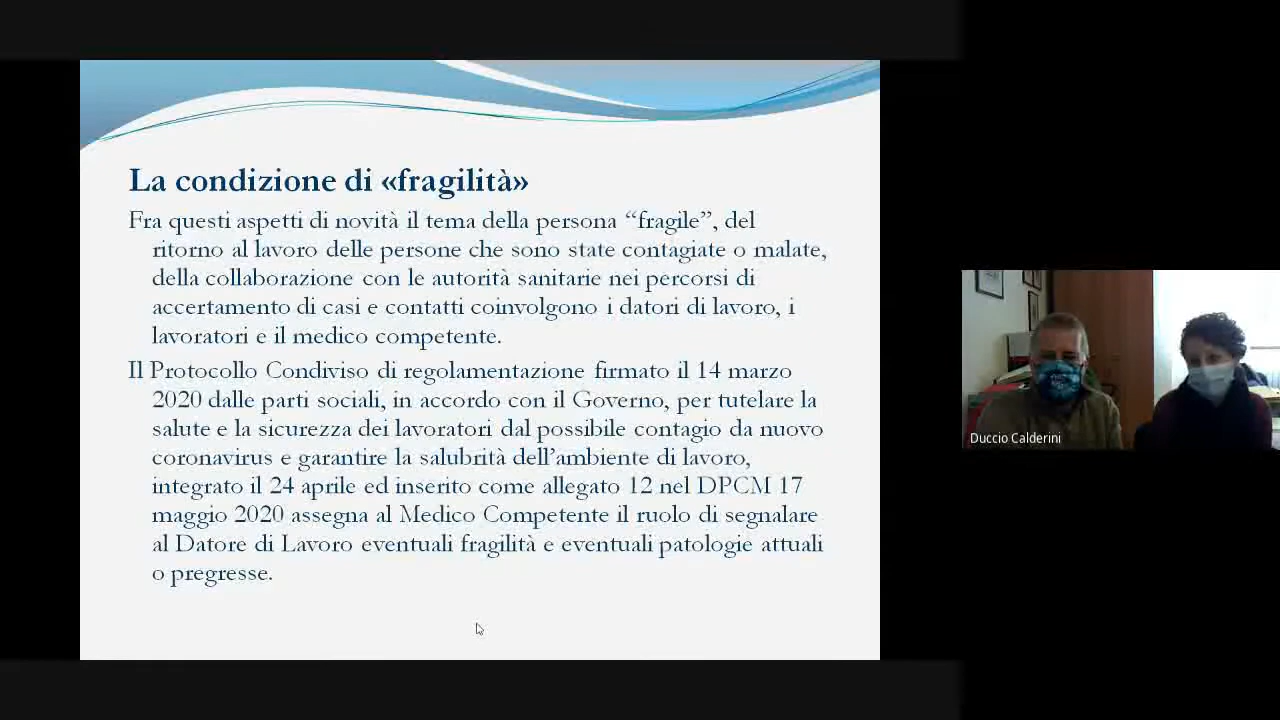 La condizione di «fragilità»
Fra questi aspetti di novità il tema della persona “fragile”, del
ritorno al lavoro delle persone che sono state contagiate o malate,
della collaborazione con le autorità sanitarie nei percorsi di
accertamento di casi e contatti coinvolgono i datori di lavoro, i
lavoratori e il medico competente.
Il Protocollo Condiviso di regolamentazione firmato il 14 marzo
2020 dalle parti sociali, in accordo con il Governo, per tutelare la
salute e la sicurezza dei lavoratori dal possibile contagio da nuovo
coronavirus e garantire la salubrità dell’ambiente di lavoro,
integrato il 24 aprile ed inserito come allegato 12 nel DPCM 17
maggio 2020 assegna al Medico Competente il ruolo di segnalare
al Datore di Lavoro eventuali fragilità e eventuali patologie attuali
o pregresse.
Duccio Calderini